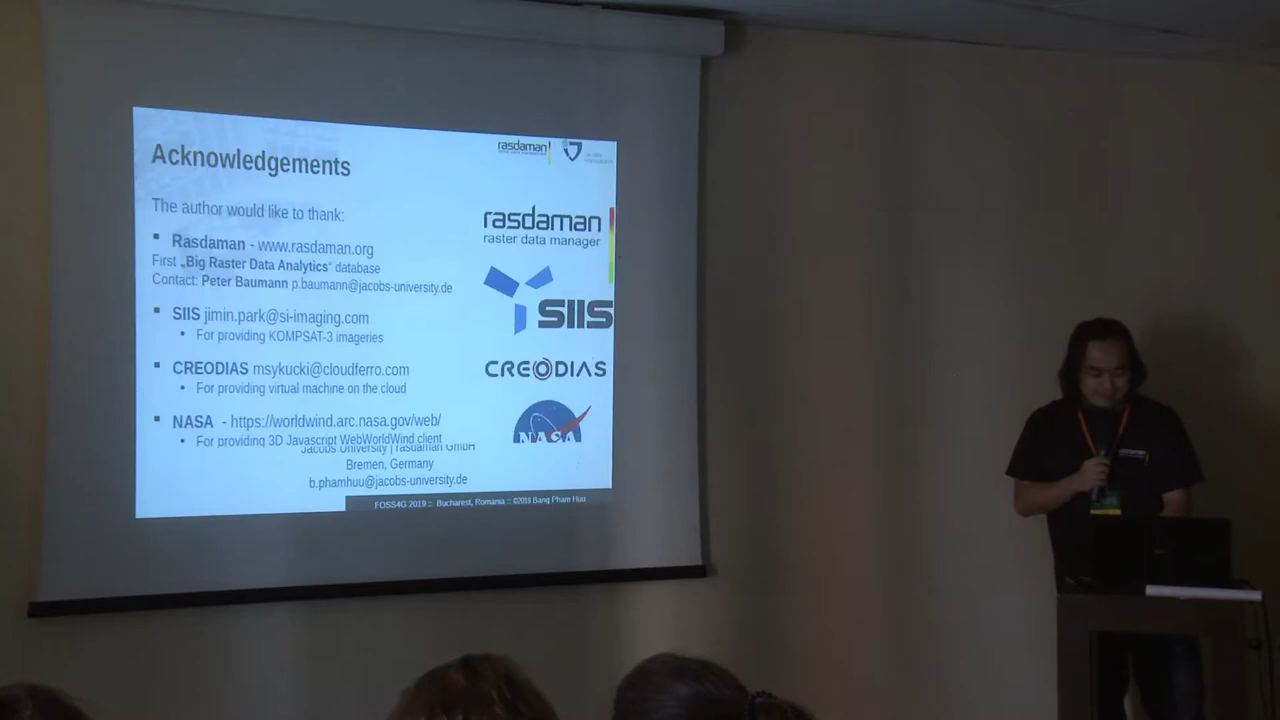 rasdaman
Acknowledgements
The author would like to thank:
Rasdaman - www.rasdaman.org
First „Big Raster Data Analytics“ database
Contact: Peter Baumann p.baumann@jacobs-university.de
SIIS jimin.park@si-imaging.com
For providing KOMPSAT-3 imageries
CREODIAS msykucki@cloudferro.com
For providing virtual machine on the cloud
NASA - https://worldwind.arc.nasa.gov/web/
For providing 3D Javascript WebWorldWind client
Jacobs University | rasdaman GmbH
Bremen, Germany
b.phamhuu@jacobs-university.de
FOSS4G 2019 :: Bucharest, Romania :: ©2019 Bang Pham Huu
rasdaman
raster data manager
SIIS
CREODIAS
NASA